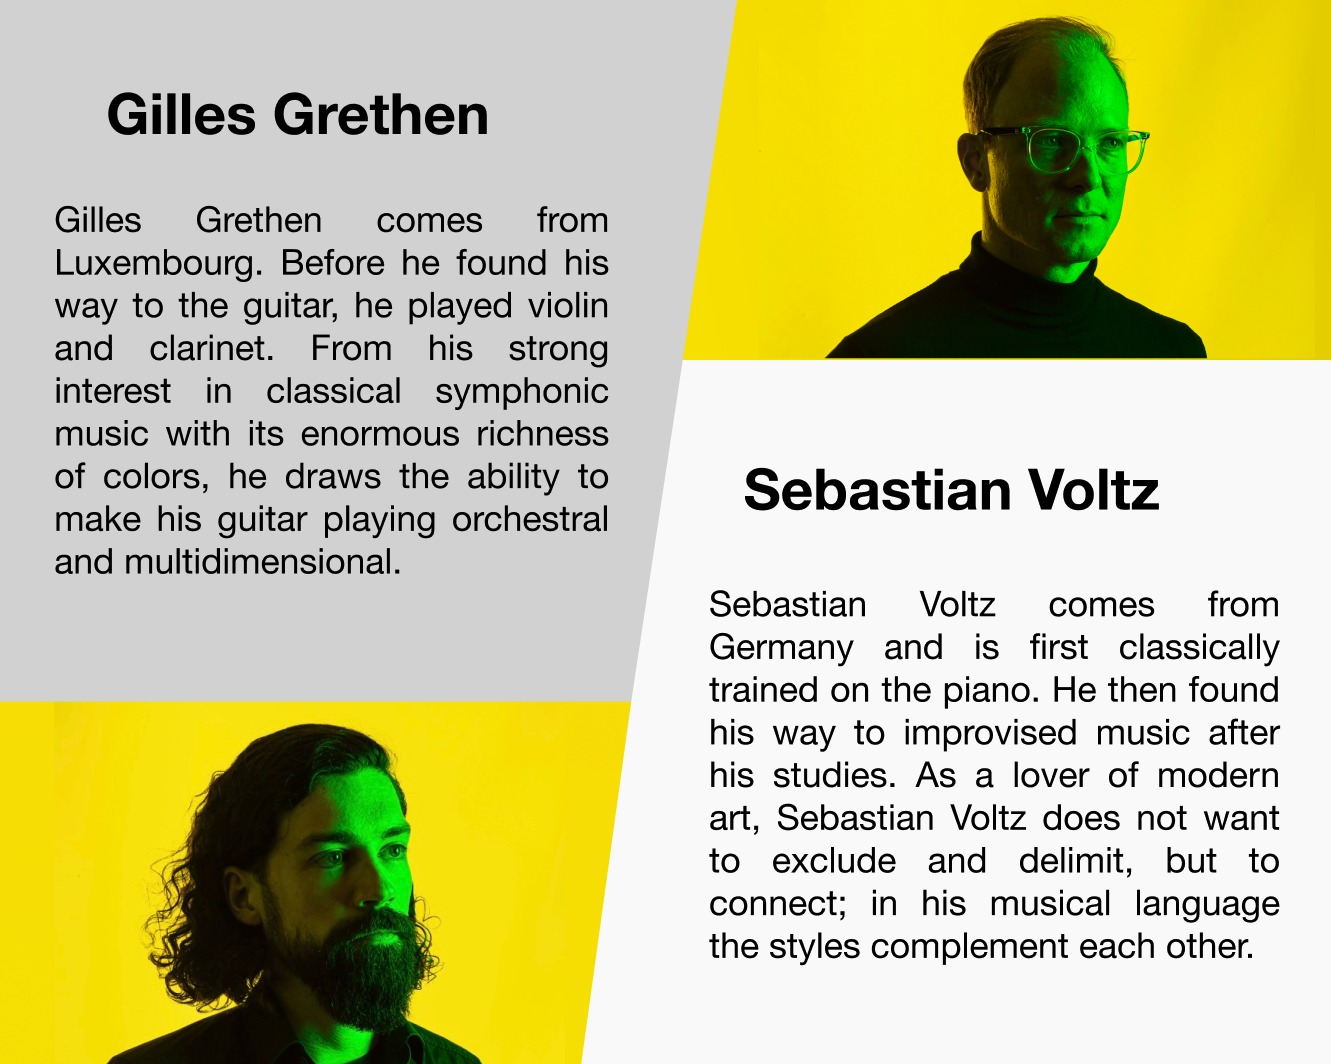 Gilles Grethen
Gilles Grethen comes from
Luxembourg. Before he found his
way to the guitar, he played violin
and clarinet. From his strong
interest in classical symphonic
music with its enormous richness
of colors, he draws the ability to
make his guitar playing orchestral
and multidimensional.
Sebastian Voltz
Sebastian Voltz comes from
Germany and is first classically
trained on the piano. He then found
his way to improvised music after
his studies. As a lover of modern
art, Sebastian Voltz does not want
to exclude and delimit, but to
connect; in his musical language
the styles complement each other.